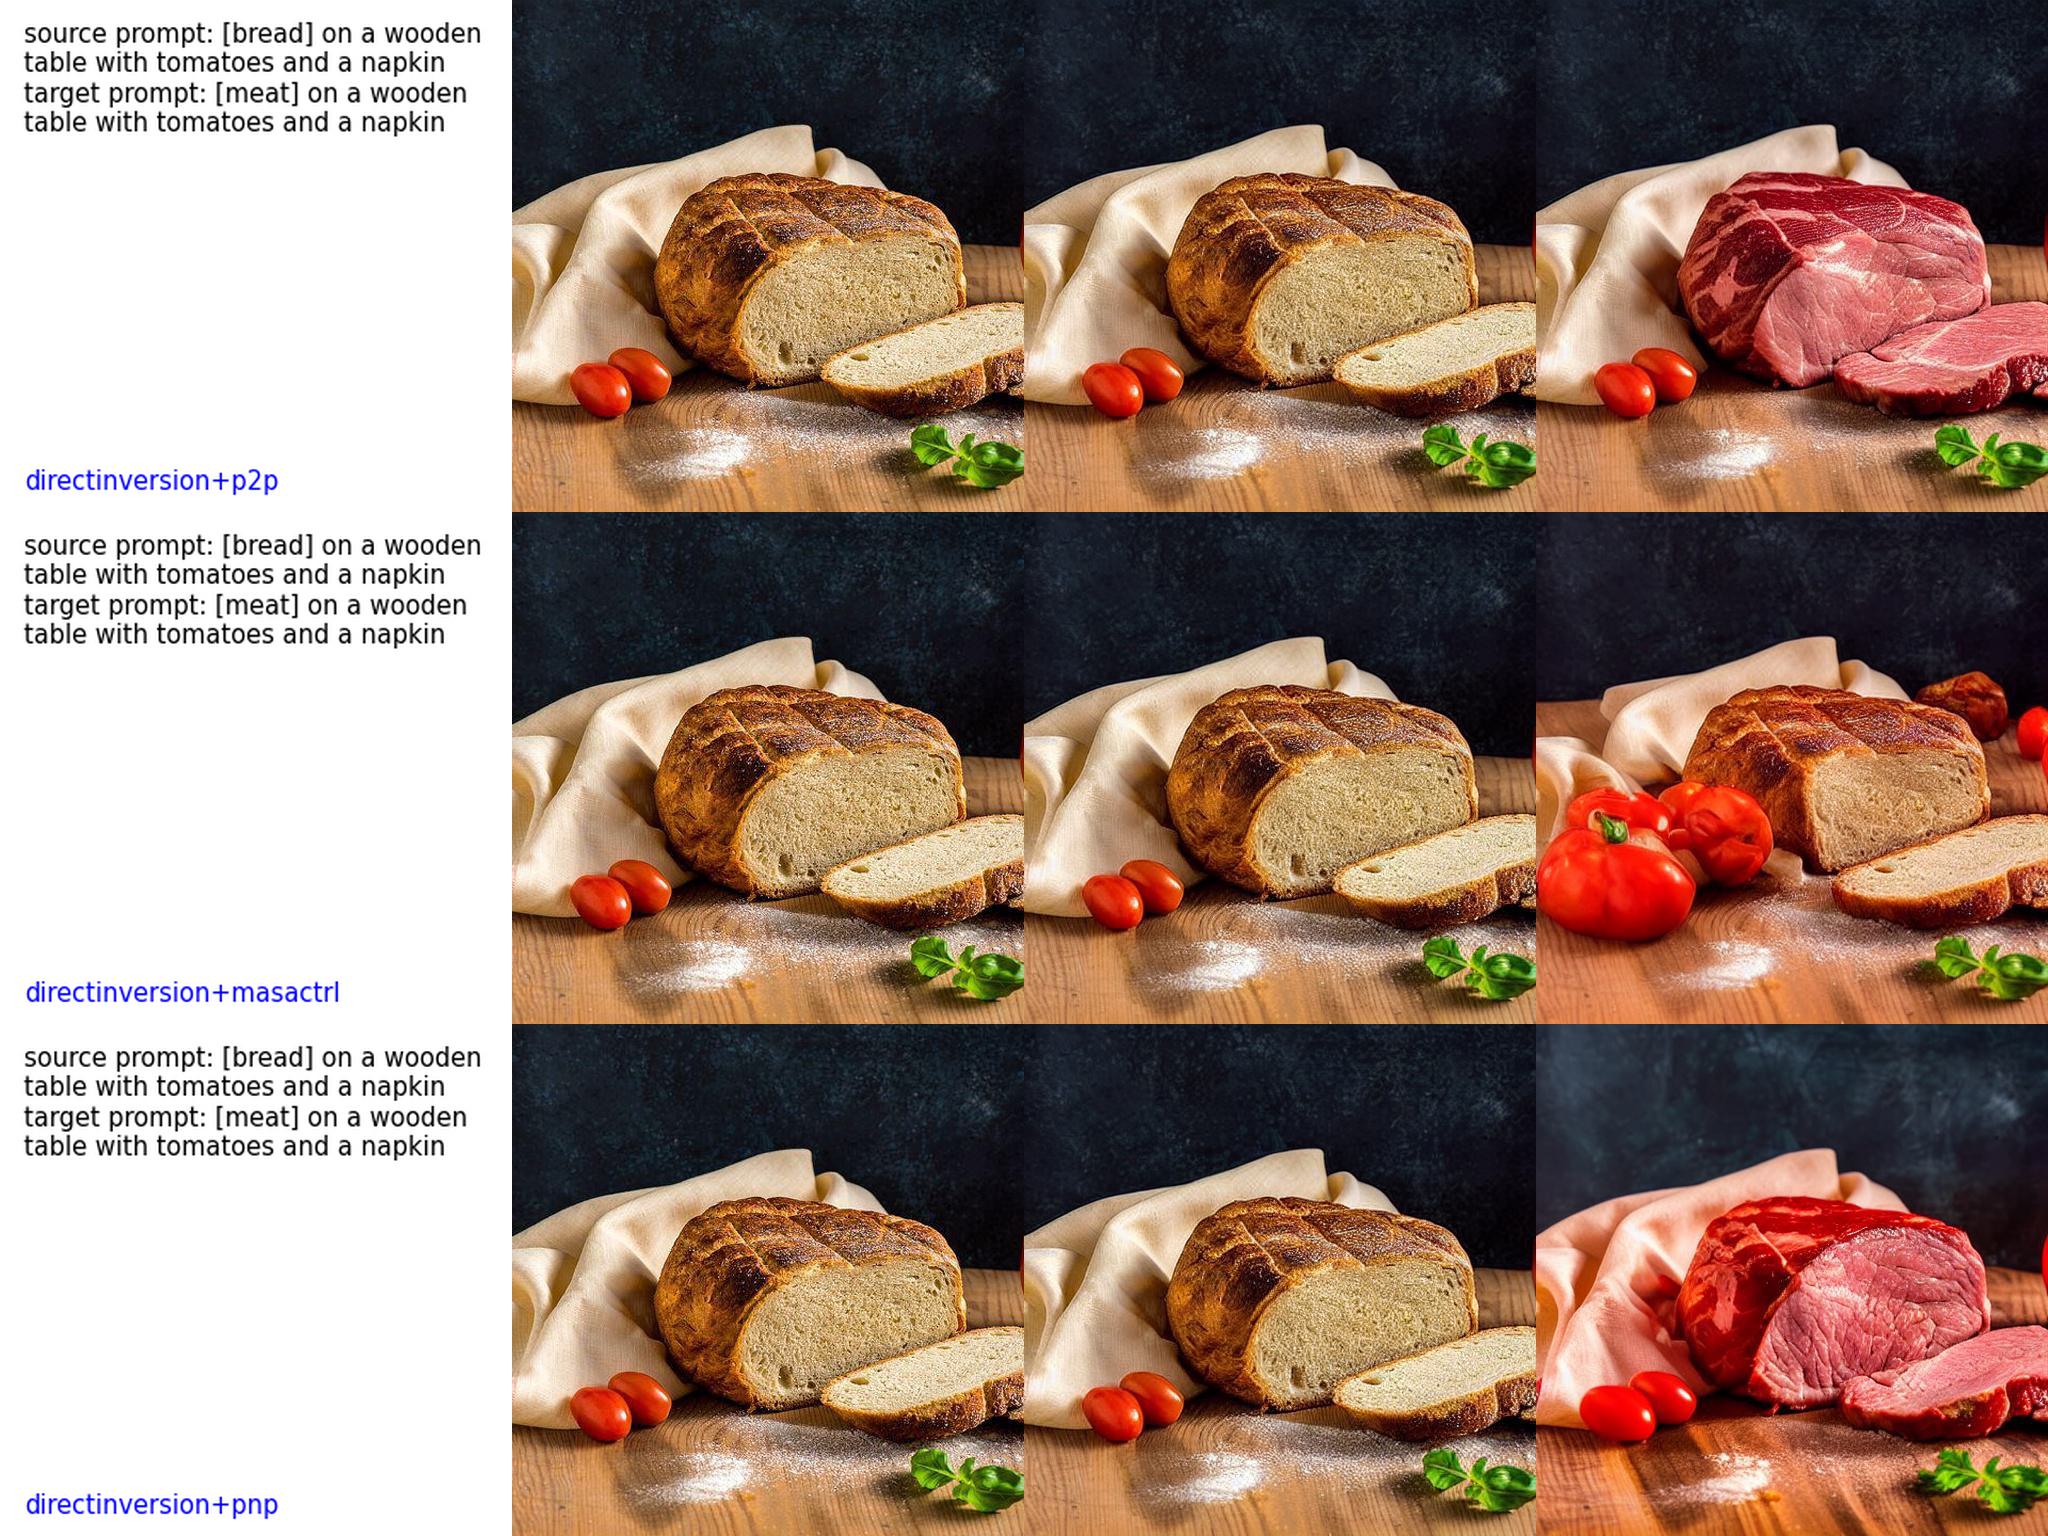 source prompt: [bread] on a wooden
table with tomatoes and a napkin
target prompt: [meat] on a wooden
table with tomatoes and a napkin
directinversion+p2p
source prompt: [bread] on a wooden
table with tomatoes and a napkin
target prompt: [meat] on a wooden
table with tomatoes and a napkin
directinversion+masactrl
source prompt: [bread] on a wooden
table with tomatoes and a napkin
target prompt: [meat] on a wooden
table with tomatoes and a napkin
directinversion+pnp